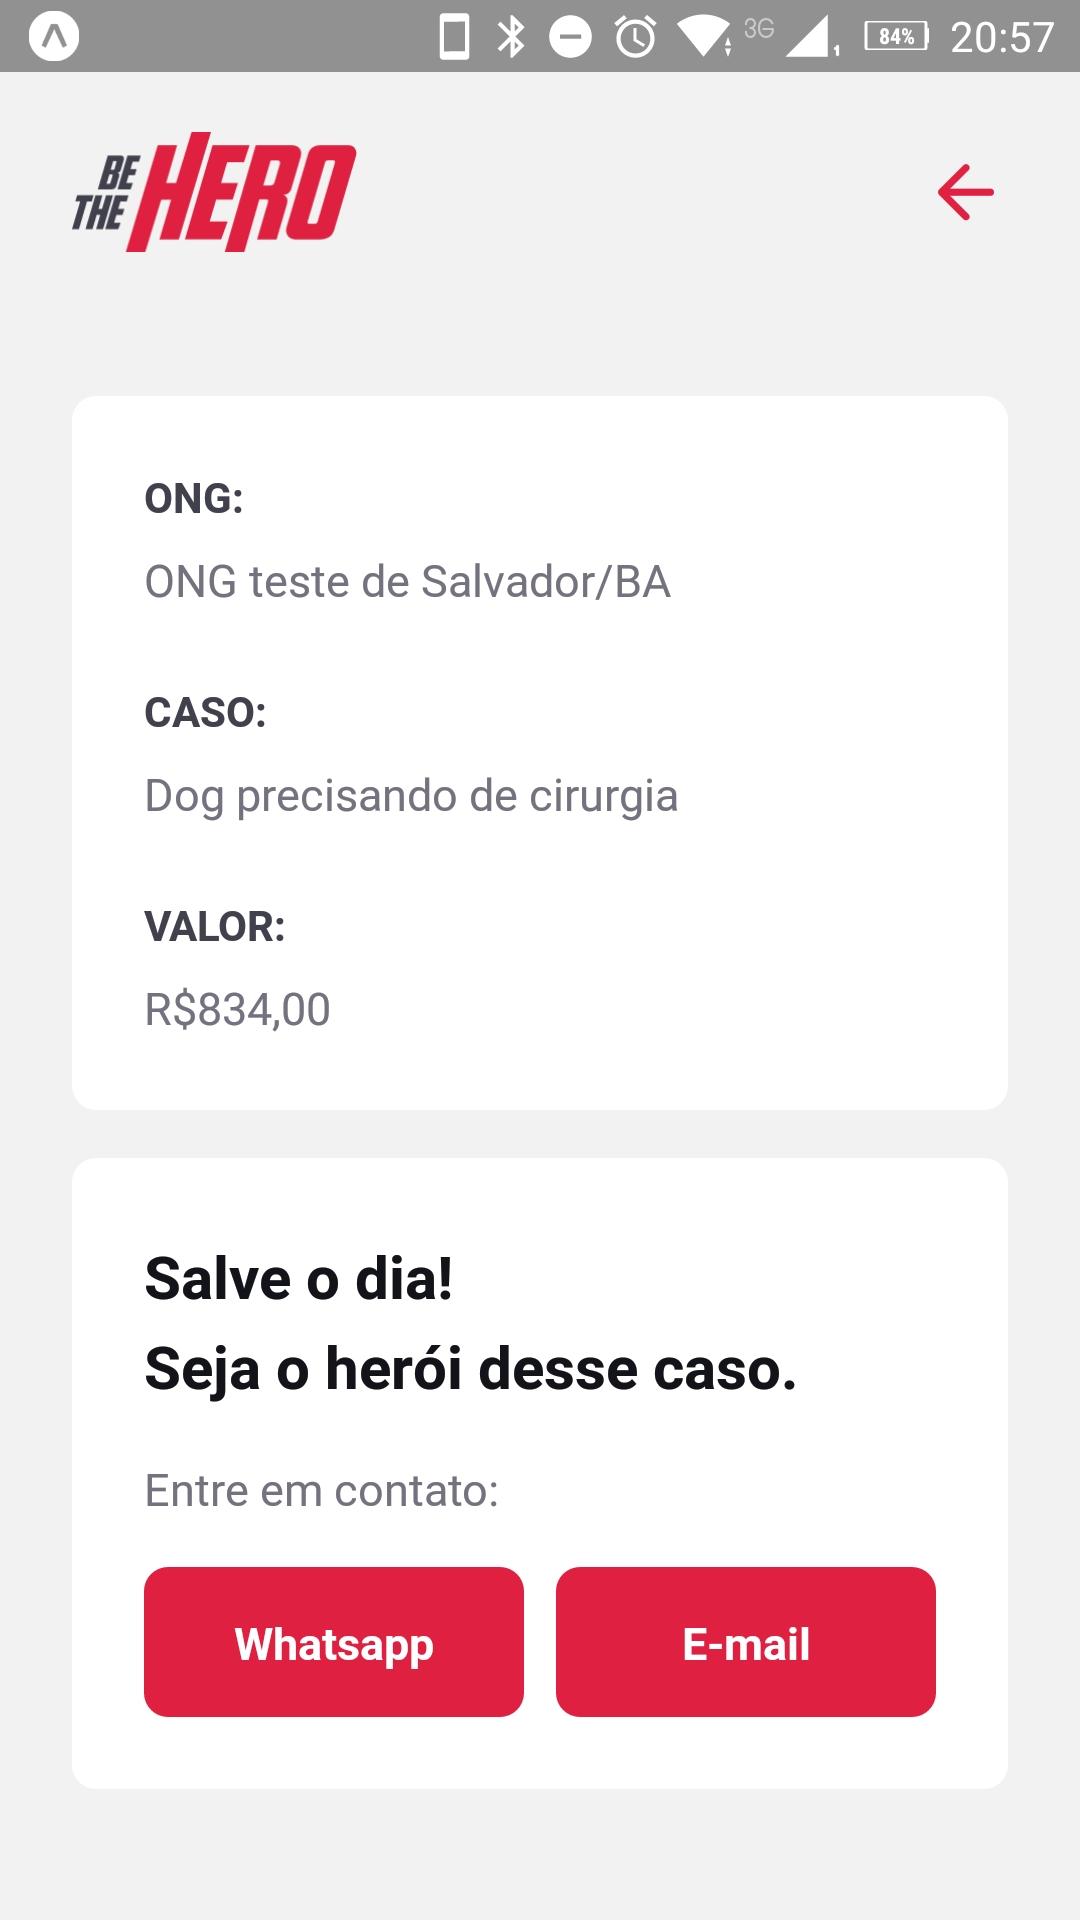 3G 84% 20:57
BE THE HERO
ONG:
ONG teste de Salvador/BA
CASO:
Dog precisando de cirurgia
VALOR:
R$834,00
Salve o dia!
Seja o herói desse caso.
Entre em contato:
Whatsapp E-mail